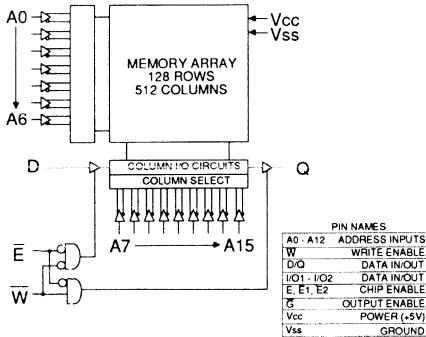 A0
A6
MEMORY ARRAY
128 ROWS
512 COLUMNS
Vcc
Vss
D
COLUMN I/O CIRCUITS
COLUMN SELECT
Q
A7
A15
E
W
PIN NAMES
A0 - A12 ADDRESS INPUTS
W WRITE ENABLE
D/Q DATA IN/OUT
I/O1 - I/O2 DATA IN/OUT
E, E1, E2 CHIP ENABLE
G OUTPUT ENABLE
Vcc POWER (+5V)
Vss GROUND